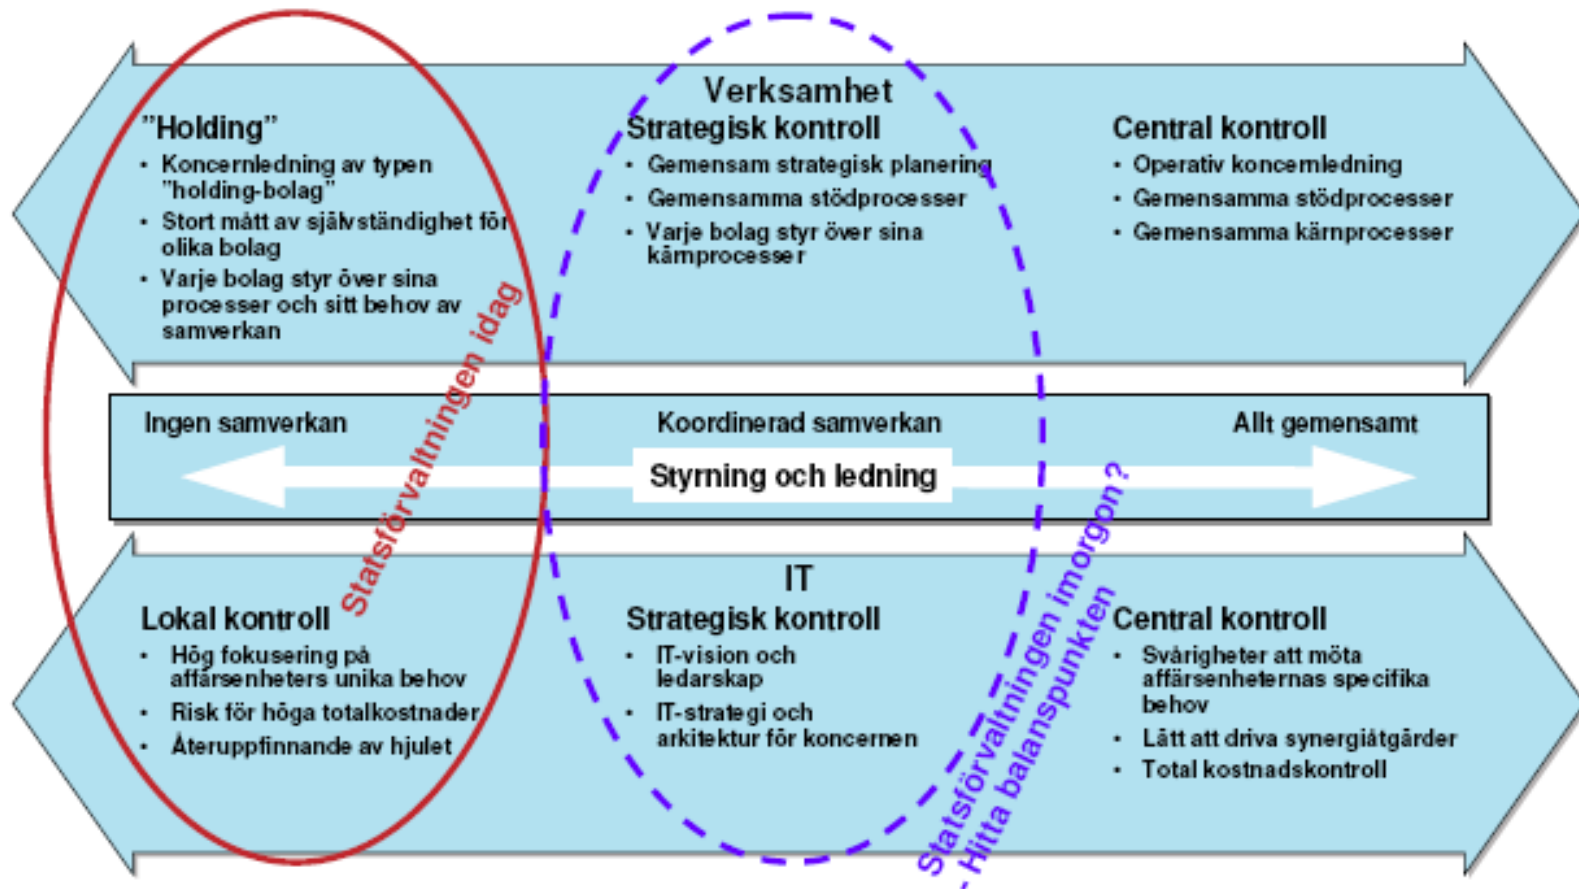 Verksamhet
”Holding”
• Koncernledning av typen
”holding-bolag”
• Stort mått av självständighet för
olika bolag
• Varje bolag styr över sina
processer och sitt behov av
samverkan
Strategisk kontroll
• Gemensam strategisk planering
• Gemensamma stödprocesser
• Varje bolag styr över sina
kärnprocesser
Central kontroll
• Operativ koncernledning
• Gemensamma stödprocesser
• Gemensamma kärnprocesser
Statsförvaltningen idag
Ingen samverkan
Koordinerad samverkan
Allt gemensamt
Styrning och ledning
IT
Lokal kontroll
• Hög fokusering på
affärsenheters unika behov
• Risk för höga totalkostnader
• Återuppfinnande av hjulet
Strategisk kontroll
• IT-vision och
ledarskap
• IT-strategi och
arkitektur för koncernen
Statsförvaltningen imorgon?
- Hitta balanspunkten
Central kontroll
• Svårigheter att möta
affärsenheternas specifika
behov
• Lätt att driva synergiåtgärder
• Total kostnadskontroll